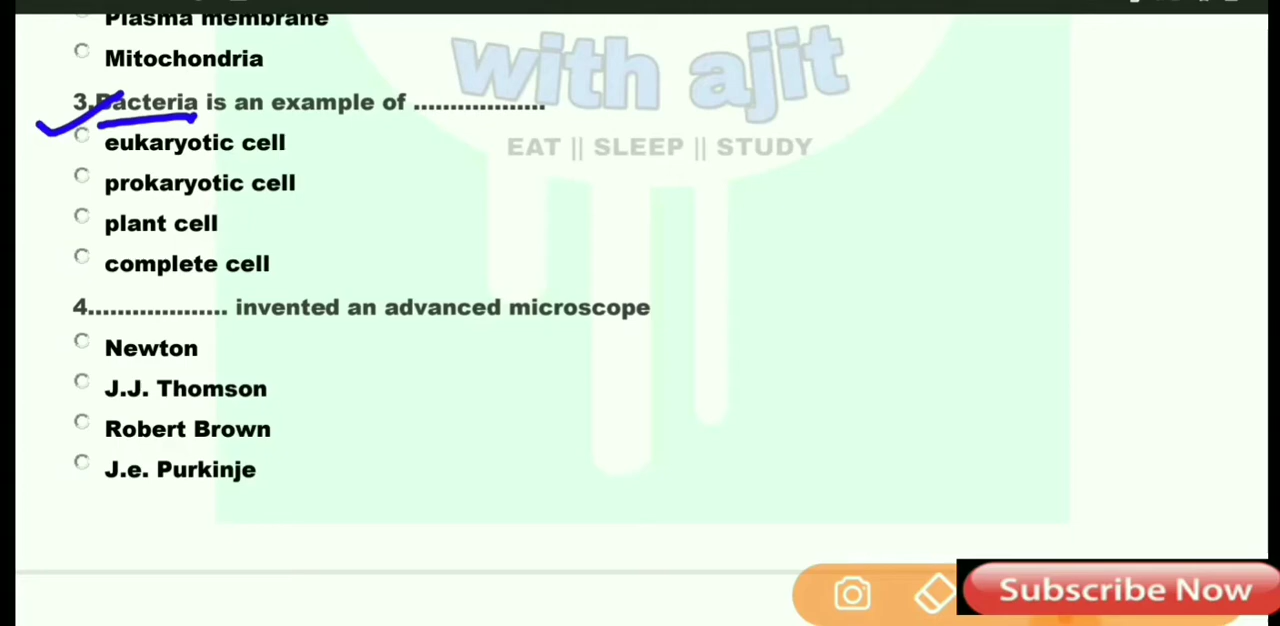 Plasma membrane
Mitochondria
3.Bacteria is an example of ..................
eukaryotic cell
prokaryotic cell
plant cell
complete cell
4................... invented an advanced microscope
Newton
J.J. Thomson
Robert Brown
J.e. Purkinje
with ajit
EAT || SLEEP || STUDY
Subscribe Now